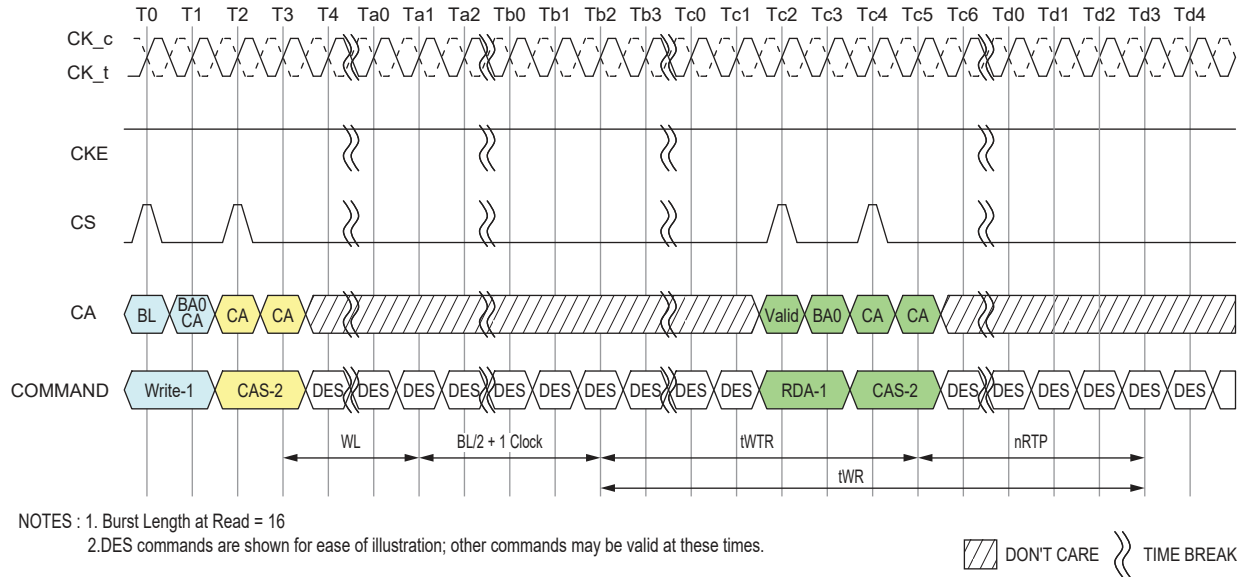 T0 T1 T2 T3 T4 Ta0 Ta1 Ta2 Tb0 Tb1 Tb2 Tb3 Tc0 Tc1 Tc2 Tc3 Tc4 Tc5 Tc6 Td0 Td1 Td2 Td3 Td4
CK_c
CK_t
CKE
CS
CA BL BA0 CA CA CA Valid BA0 CA CA
COMMAND Write-1 CAS-2 DES DES DES DES DES DES DES DES DES DES RDA-1 CAS-2 DES DES DES DES DES DES
WL BL/2 + 1 Clock tWTR nRTP
tWR
NOTES : 1. Burst Length at Read = 16
2.DES commands are shown for ease of illustration; other commands may be valid at these times.
DON'T CARE TIME BREAK